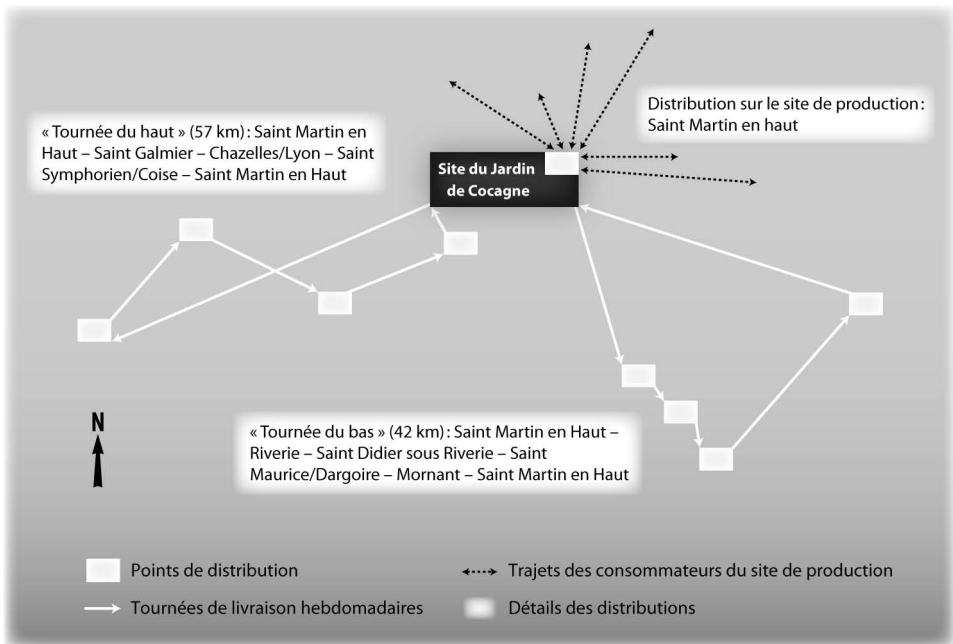 « Tournée du haut » (57 km) : Saint Martin en
Haut – Saint Galmier – Chazelles/Lyon – Saint
Symphorien/Coise – Saint Martin en Haut
Distribution sur le site de production :
Saint Martin en haut
Site du Jardin
de Cocagne
N
« Tournée du bas » (42 km) : Saint Martin en Haut –
Riverie – Saint Didier sous Riverie – Saint
Maurice/Dargoire – Mornant – Saint Martin en Haut
Points de distribution
Trajets des consommateurs du site de production
Tournées de livraison hebdomadaires
Détails des distributions